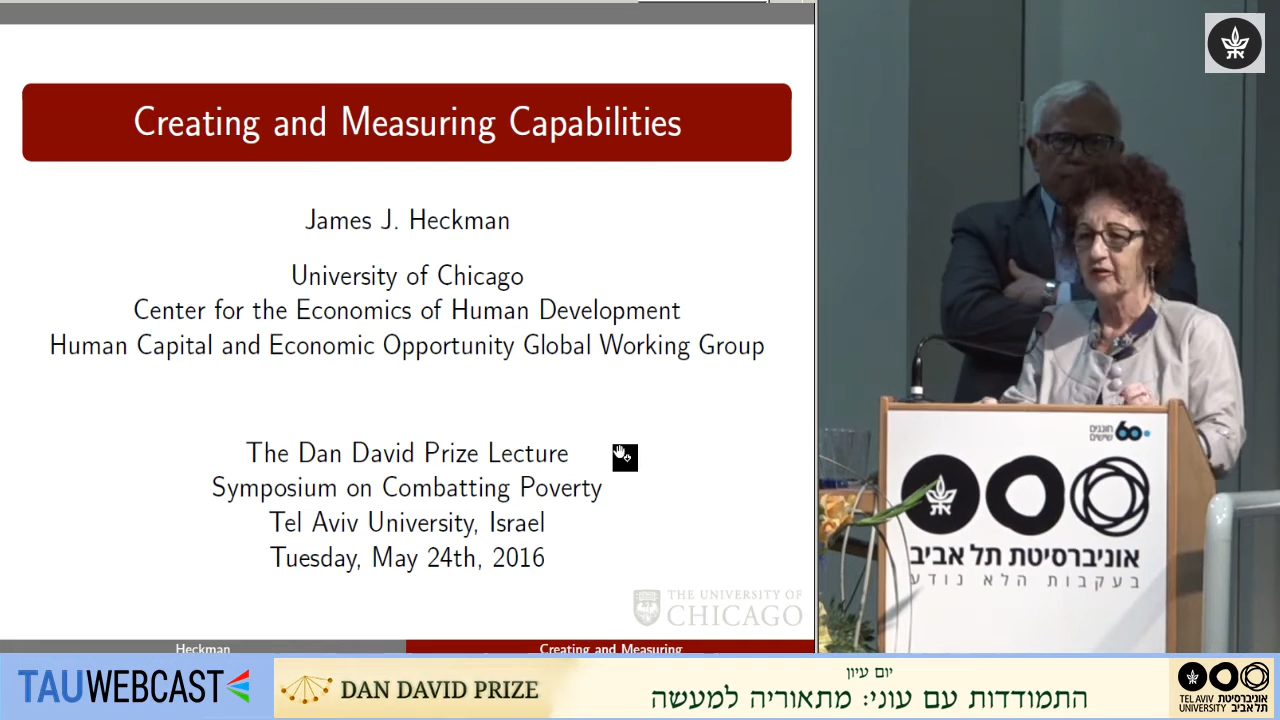 Creating and Measuring Capabilities
James J. Heckman
University of Chicago
Center for the Economics of Human Development
Human Capital and Economic Opportunity Global Working Group
The Dan David Prize Lecture
Symposium on Combatting Poverty
Tel Aviv University, Israel
Tuesday, May 24th, 2016
THE UNIVERSITY OF
CHICAGO
Heckman
Creating and Measuring
חוגגים
שישים
60
אוניברסיטת תל אביב
בעקבות הלא נודע
TAUWEBCAST
DAN DAVID PRIZE
יום עיון
התמודדות עם עוני: מתאוריה למעשה
TEL AVIV אוניברסיטת
UNIVERSITY תל אביב